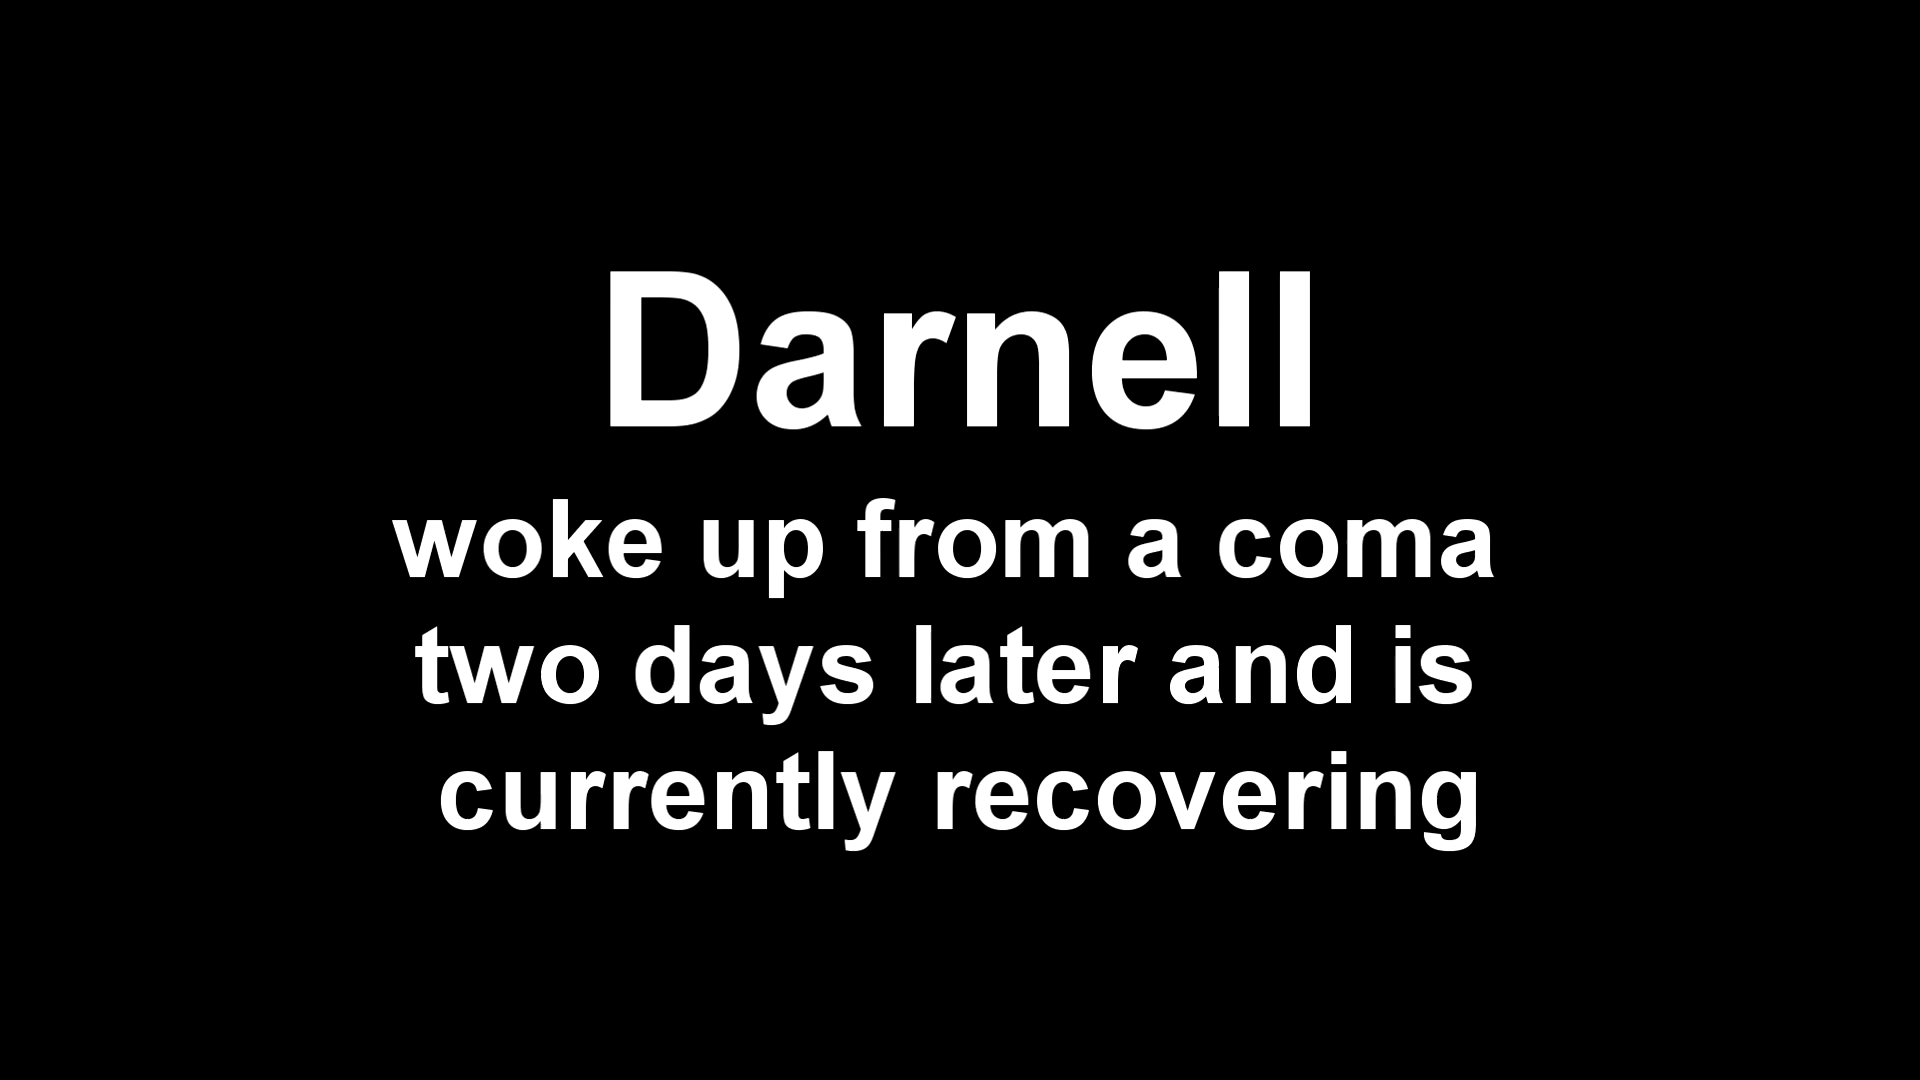 Darnell
woke up from a coma
two days later and is
currently recovering